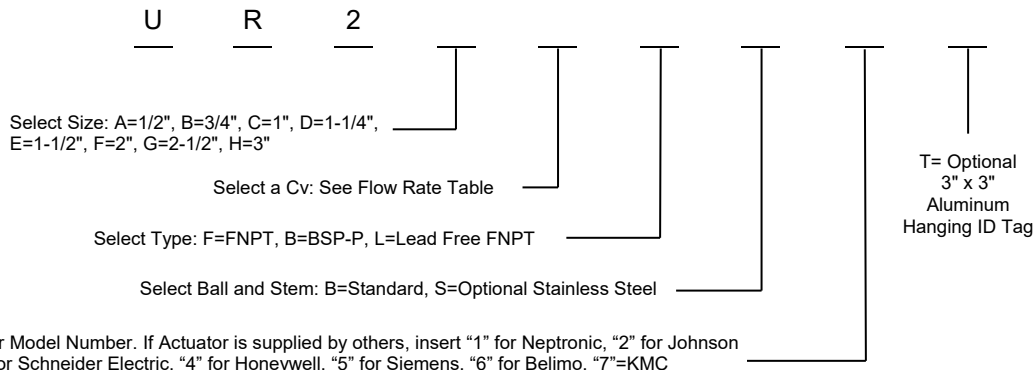 U R 2
Select Size: A=1/2", B=3/4", C=1", D=1-1/4",
E=1-1/2", F=2", G=2-1/2", H=3"
T= Optional
3" x 3"
Aluminum
Hanging ID Tag
Select a Cv: See Flow Rate Table
Select Type: F=FNPT, B=BSP-P, L=Lead Free FNPT
Select Ball and Stem: B=Standard, S=Optional Stainless Steel
r Model Number. If Actuator is supplied by others, insert “1” for Neptronic, “2” for Johnson
or Schneider Electric, “4” for Honeywell, “5” for Siemens, “6” for Belimo, “7”=KMC